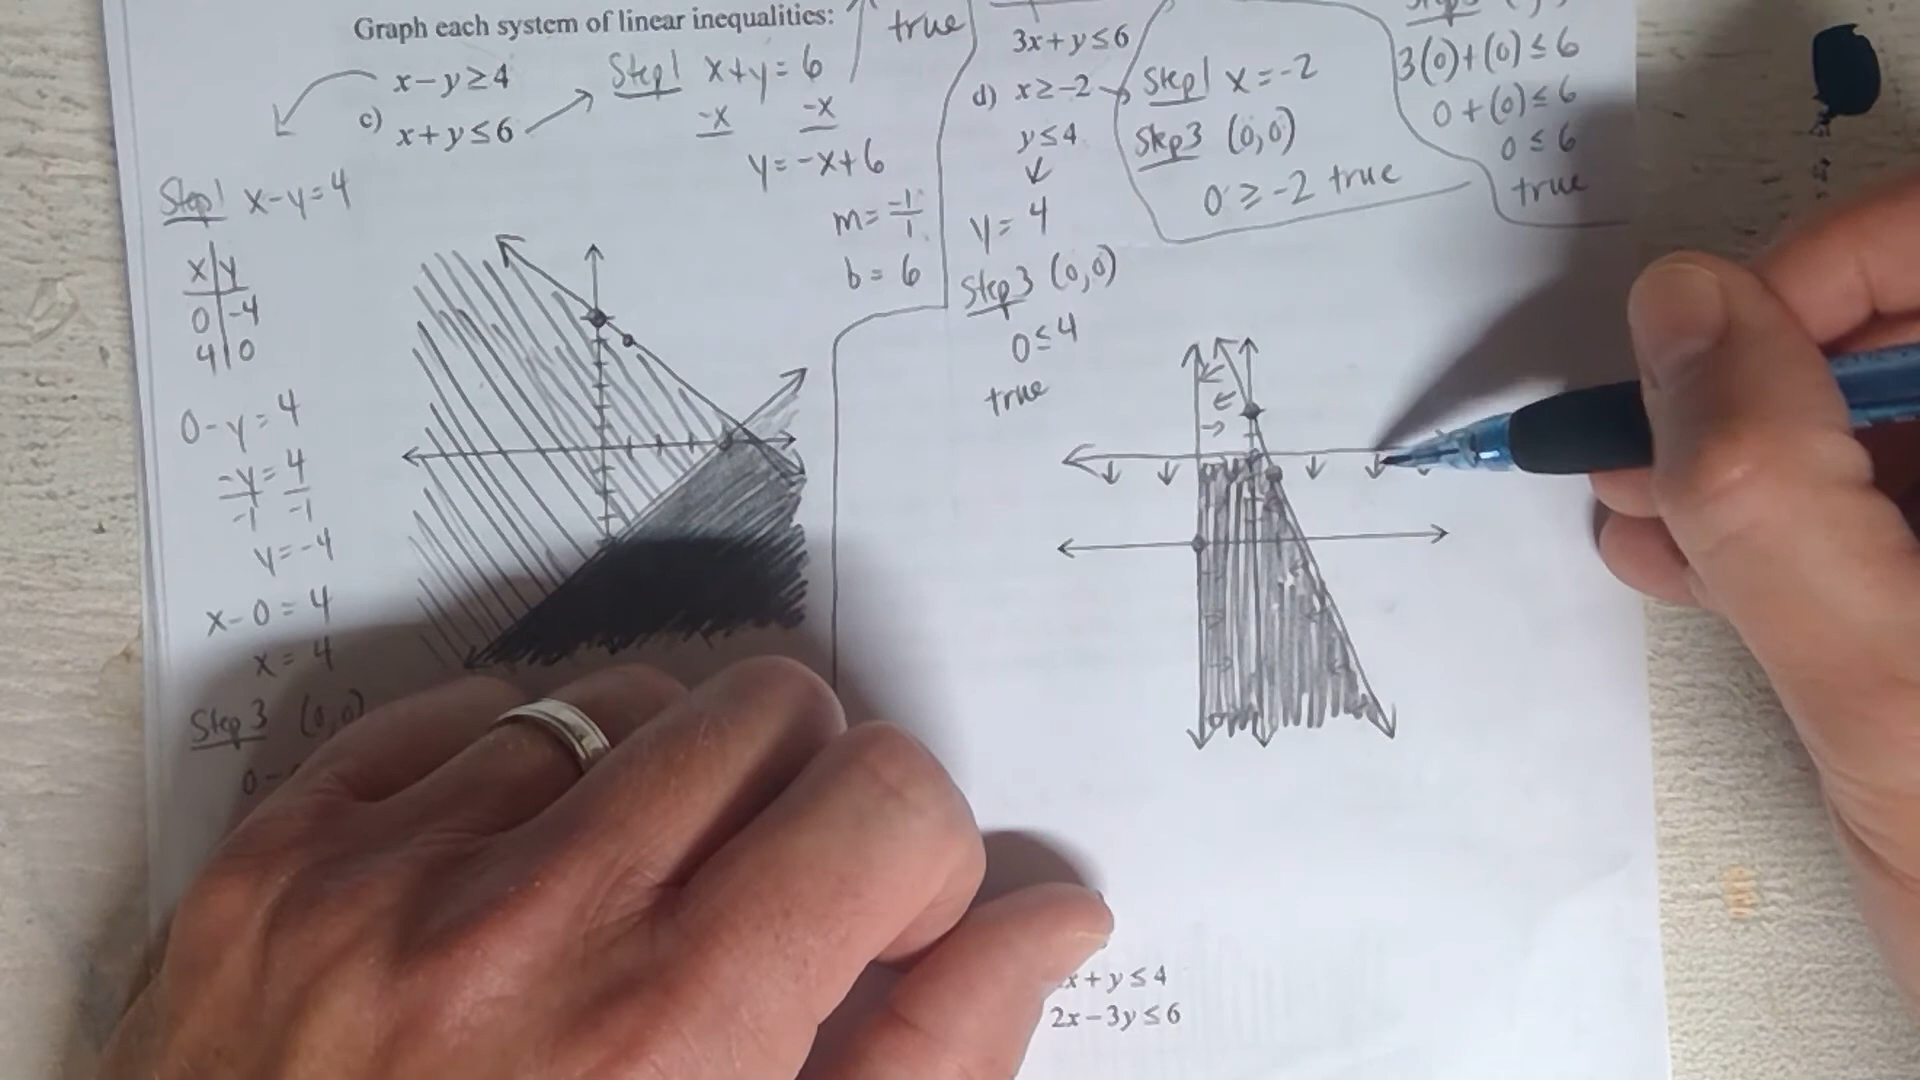 Graph each system of linear inequalities:
c)
x-y≥4
x+y≤6
Step 1 x+y=6
-x -x
y=-x+6
m=-1/1
b=6
true
Step 1 x-y=4
x|y
0|-4
4|0
0-y=4
-y=4
-1 -1
y=-4
x-0=4
x=4
Step 3 (0,0)
0-
d)
3x+y≤6
x≥-2
y≤4
y=4
Step 3 (0,0)
0≤4
true
Step 1 x=-2
Step 3 (0,0)
0≥-2 true
3(0)+(0)≤6
0+(0)≤6
0≤6
true
x+y≤4
2x-3y≤6